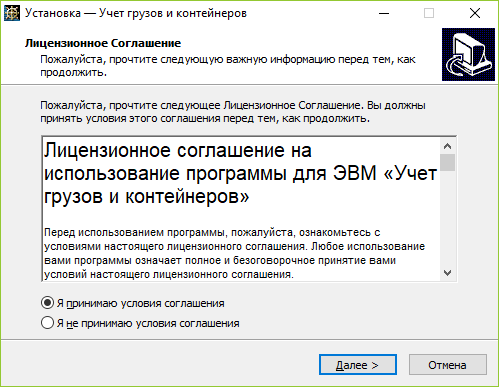 Установка — Учет грузов и контейнеров
Лицензионное Соглашение
Пожалуйста, прочтите следующую важную информацию перед тем, как
продолжить.
Пожалуйста, прочтите следующее Лицензионное Соглашение. Вы должны
принять условия этого соглашения перед тем, как продолжить.
Лицензионное соглашение на
использование программы для ЭВМ «Учет
грузов и контейнеров»
Перед использованием программы, пожалуйста, ознакомьтесь с
условиями настоящего лицензионного соглашения. Любое использование
вами программы означает полное и безоговорочное принятие вами
условий настоящего лицензионного соглашения.
Я принимаю условия соглашения
Я не принимаю условия соглашения
Далее >
Отмена